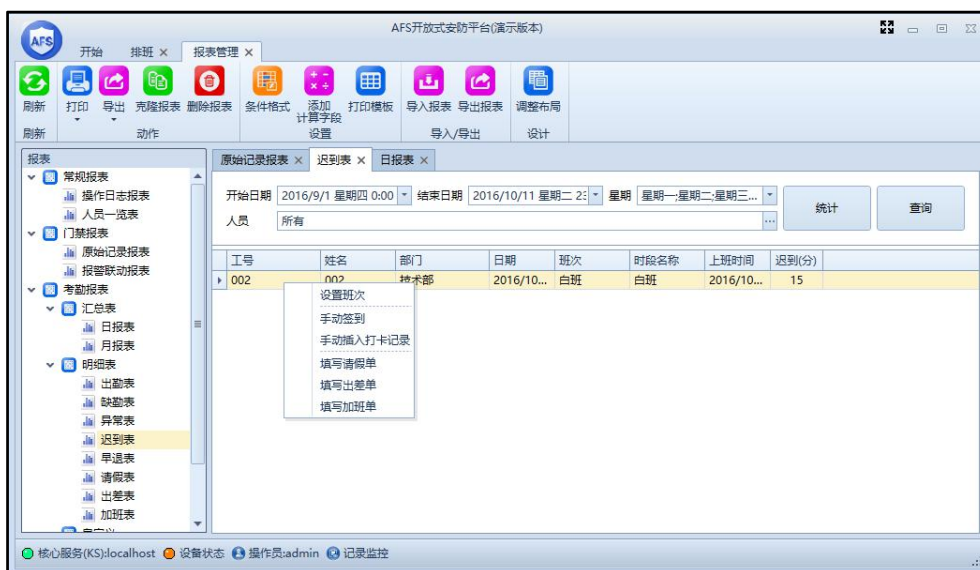 AFS开放式安防平台(演示版本)
AFS
开始 排班 × 报表管理 ×
刷新 打印 导出 克隆报表 删除报表 条件格式 添加计算字段 打印模板 导入报表 导出报表 调整布局
刷新 动作 设置 导入/导出 设计
报表
常规报表
操作日志报表
人员一览表
门禁报表
原始记录报表
报警联动报表
考勤报表
汇总表
日报表
月报表
明细表
出勤表
缺勤表
异常表
迟到表
早退表
请假表
出差表
加班表
原始记录报表 × 迟到表 × 日报表 ×
开始日期 2016/9/1 星期四 0:00 结束日期 2016/10/11 星期二 2 星期 星期一;星期二;星期三... 统计 查询
人员 所有 ...
工号 姓名 部门 日期 班次 时段名称 上班时间 迟到(分)
002 002 技术部 2016/10... 白班 白班 2016/10... 15
设置班次
手动签到
手动插入打卡记录
填写请假单
填写出差单
填写加班单
核心服务(KS):localhost 设备状态 操作员:admin 记录监控